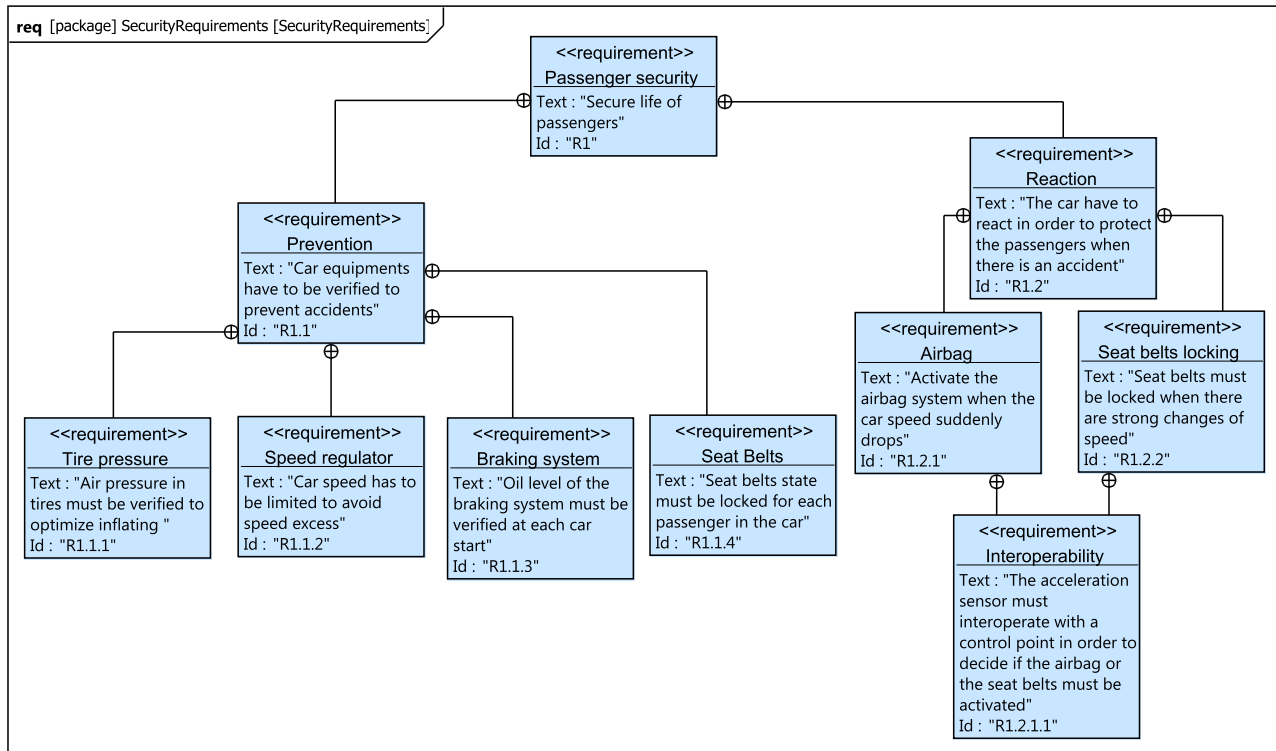 req [package] SecurityRequirements [SecurityRequirements]
<<requirement>>
Passenger security
Text : "Secure life of
passengers"
Id : "R1"
<<requirement>>
Reaction
Text : "The car have to
react in order to protect
the passengers when
there is an accident"
Id : "R1.2"
<<requirement>>
Prevention
Text : "Car equipments
have to be verified to
prevent accidents"
Id : "R1.1"
<<requirement>>
Airbag
Text : "Activate the
airbag system when the
car speed suddenly
drops"
Id : "R1.2.1"
<<requirement>>
Seat belts locking
Text : "Seat belts must
be locked when there
are strong changes of
speed"
Id : "R1.2.2"
<<requirement>>
Tire pressure
Text : "Air pressure in
tires must be verified to
optimize inflating "
Id : "R1.1.1"
<<requirement>>
Speed regulator
Text : "Car speed has to
be limited to avoid
speed excess"
Id : "R1.1.2"
<<requirement>>
Braking system
Text : "Oil level of the
braking system must be
verified at each car
start"
Id : "R1.1.3"
<<requirement>>
Seat Belts
Text : "Seat belts state
must be locked for each
passenger in the car"
Id : "R1.1.4"
<<requirement>>
Interoperability
Text : "The acceleration
sensor must
interoperate with a
control point in order to
decide if the airbag or
the seat belts must be
activated"
Id : "R1.2.1.1"